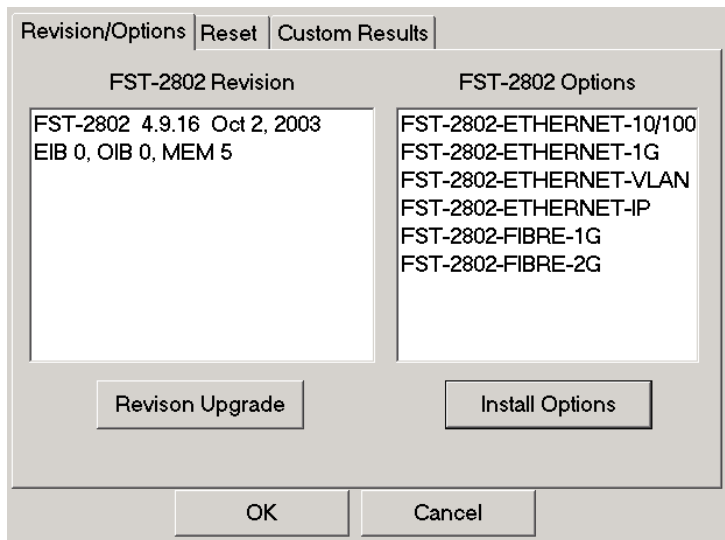 Revision/Options Reset Custom Results
FST-2802 Revision
FST-2802 4.9.16 Oct 2, 2003
EIB 0, OIB 0, MEM 5
Revison Upgrade
FST-2802 Options
FST-2802-ETHERNET-10/100
FST-2802-ETHERNET-1G
FST-2802-ETHERNET-VLAN
FST-2802-ETHERNET-IP
FST-2802-FIBRE-1G
FST-2802-FIBRE-2G
Install Options
OK Cancel